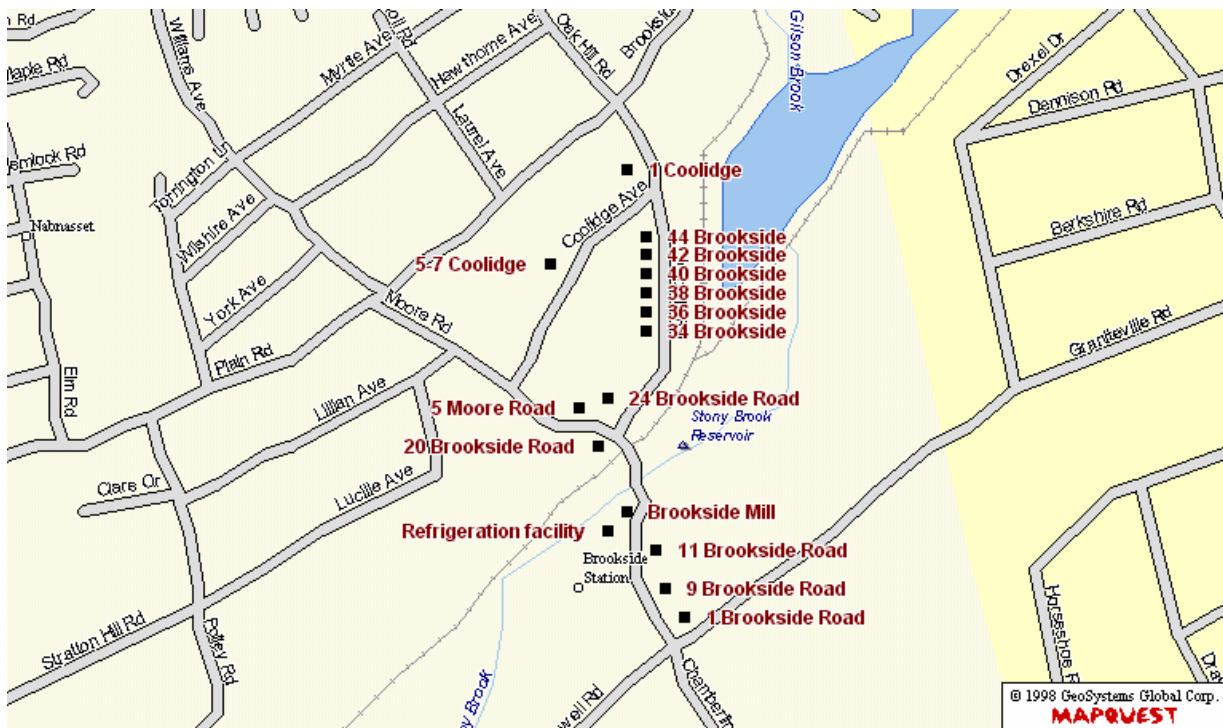 Williams Ave
Myrtle Ave
Hawthorne Ave
Oak Hill Rd
Gilson Brook
Drexel Dr
Maple Rd
Dennison Rd
Laurel Ave
Torrington Ln
1 Coolidge
Nabnasset
Wilshire Ave
Coolidge Ave
Berkshire Rd
44 Brookside
42 Brookside
5-7 Coolidge
40 Brookside
38 Brookside
36 Brookside
34 Brookside
York Ave
Moore Rd
Graniteville Rd
Plain Rd
Elm Rd
Lillian Ave
24 Brookside Road
5 Moore Road
Stony Brook
Reservoir
20 Brookside Road
Clare Cr
Lucille Ave
Brookside Mill
Refrigeration facility
11 Brookside Road
Brookside
Station
9 Brookside Road
1 Brookside Road
Stratton Hill Rd
Polley Rd
Brook
© 1998 GeoSystems Global Corp.
MAPQUEST